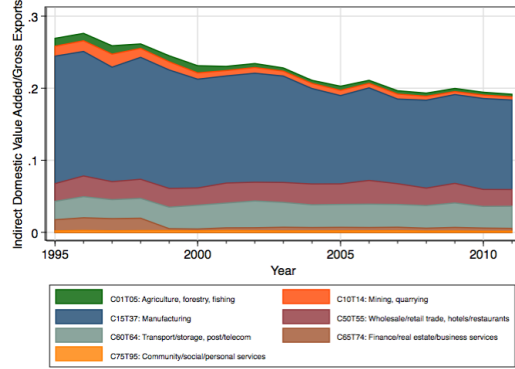 .3
.2
.1
0
Indirect Domestic Value Added/Gross Exports
1995 2000 2005 2010
Year
C01T05: Agriculture, forestry, fishing C10T14: Mining, quarrying
C15T37: Manufacturing C50T55: Wholesale/retail trade, hotels/restaurants
C60T64: Transport/storage, post/telecom C65T74: Finance/real estate/business services
C75T95: Community/social/personal services